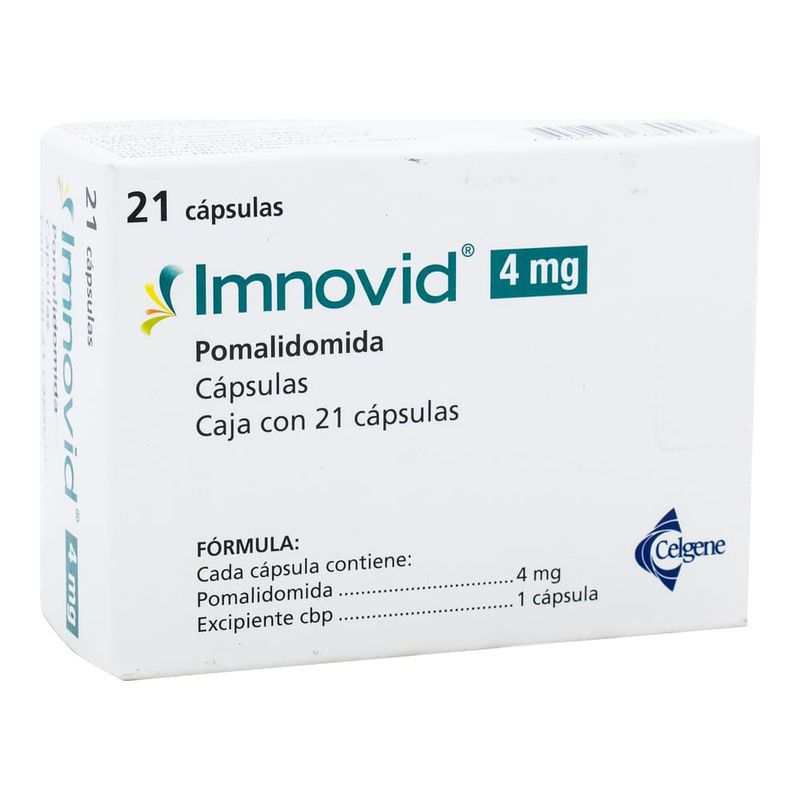 21 cápsulas
Imnovid® 4 mg
Pomalidomida
Cápsulas
Caja con 21 cápsulas
FÓRMULA:
Cada cápsula contiene:
Pomalidomida ............................ 4 mg
Excipiente cbp ............................ 1 cápsula
Celgene
21 cápsulas
Imnovid® 4 mg
Pomalidomida